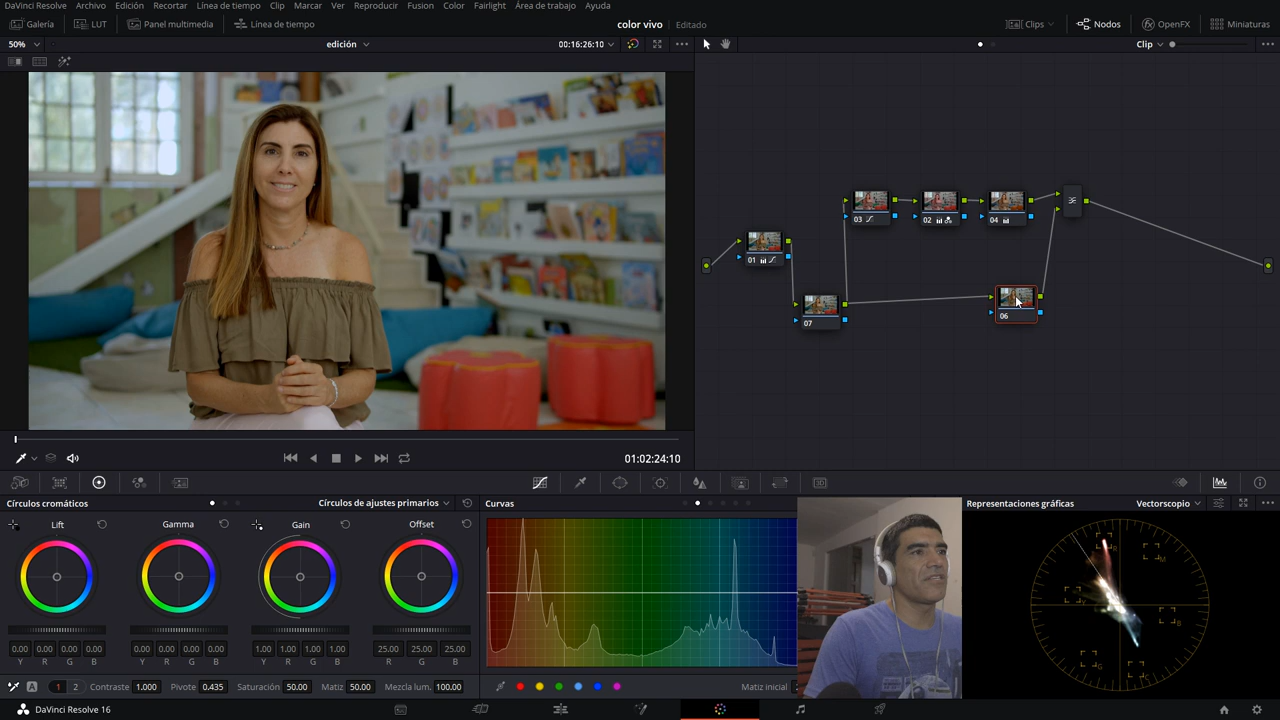 DaVinci Resolve Archivo Edición Recortar Línea de tiempo Clip Marcar Ver Reproducir Fusion Color Fairlight Área de trabajo Ayuda
Galería LUT Panel multimedia Línea de tiempo color vivo Editado Clips Nodos OpenFX Miniaturas
50% edición 00:16:26:10 Clip
03 02 04
01
06
07
01:02:24:10
Círculos cromáticos Círculos de ajustes primarios Curvas Representaciones gráficas Vectorscopio
Lift Gamma Gain Offset
R M Y B G C
0.00 0.00 0.00 0.00 0.00 0.00 0.00 0.00 1.00 1.00 1.00 1.00 25.00 25.00 25.00
Y R G B Y R G B Y R G B R G B
A 1 2 Contraste 1.000 Pivote 0.435 Saturación 50.00 Matiz 50.00 Mezcla lum. 100.00 Matiz inicial
DaVinci Resolve 16